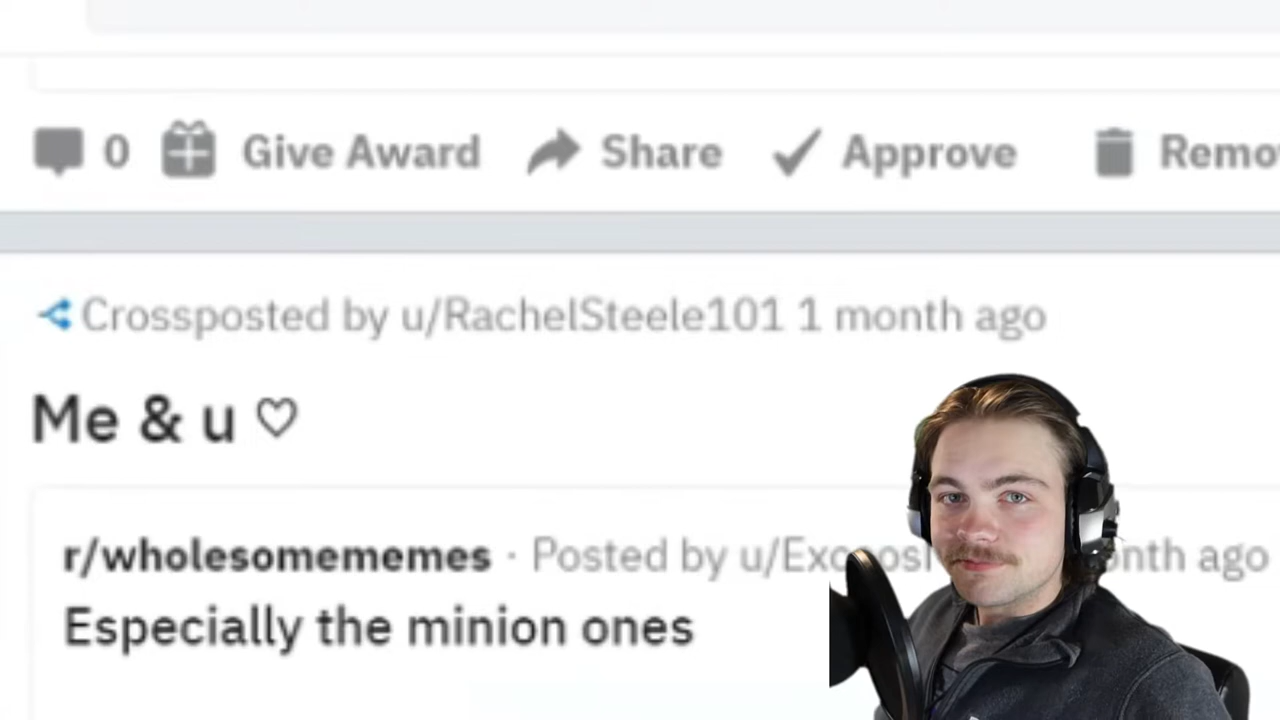 0 Give Award Share Approve
Crossposted by u/RachelSteele101 1 month ago
Me & u ♡
r/wholesomememes · Posted by ago
Especially the minion ones